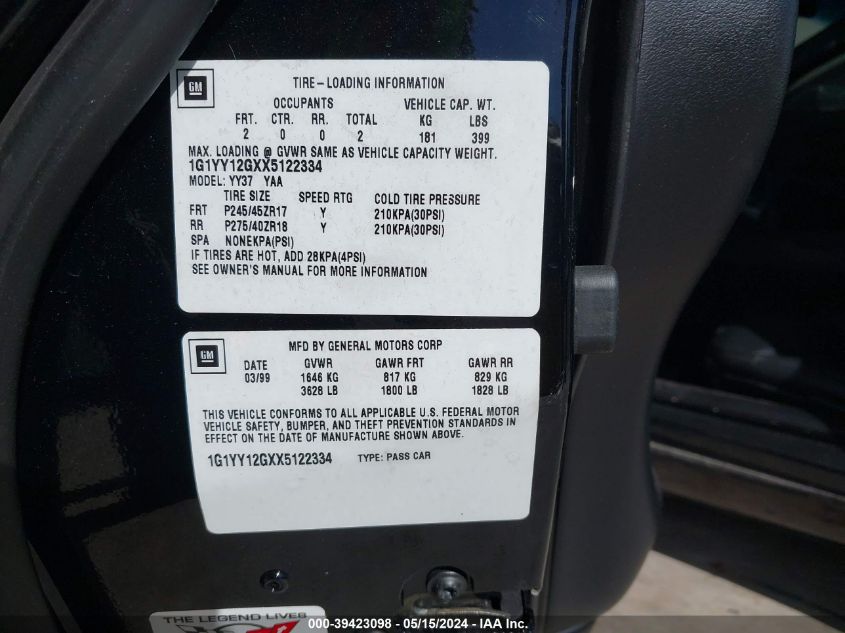 GM
TIRE-LOADING INFORMATION
OCCUPANTS VEHICLE CAP. WT.
FRT. CTR. RR. TOTAL KG LBS
2 0 0 2 181 399
MAX. LOADING @ GVWR SAME AS VEHICLE CAPACITY WEIGHT.
1G1YY12GXX5122334
MODEL: YY37 YAA
TIRE SIZE SPEED RTG COLD TIRE PRESSURE
FRT P245/45ZR17 Y 210KPA(30PSI)
RR P275/40ZR18 Y 210KPA(30PSI)
SPA NONEKPA(PSI)
IF TIRES ARE HOT, ADD 28KPA(4PSI)
SEE OWNER'S MANUAL FOR MORE INFORMATION
GM
MFD BY GENERAL MOTORS CORP
DATE GVWR GAWR FRT GAWR RR
03/99 1646 KG 817 KG 829 KG
3628 LB 1800 LB 1828 LB
THIS VEHICLE CONFORMS TO ALL APPLICABLE U.S. FEDERAL MOTOR
VEHICLE SAFETY, BUMPER, AND THEFT PREVENTION STANDARDS IN
EFFECT ON THE DATE OF MANUFACTURE SHOWN ABOVE.
1G1YY12GXX5122334 TYPE: PASS CAR
THE LEGEND LIVES
000-39423098 - 05/15/2024 - IAA Inc.